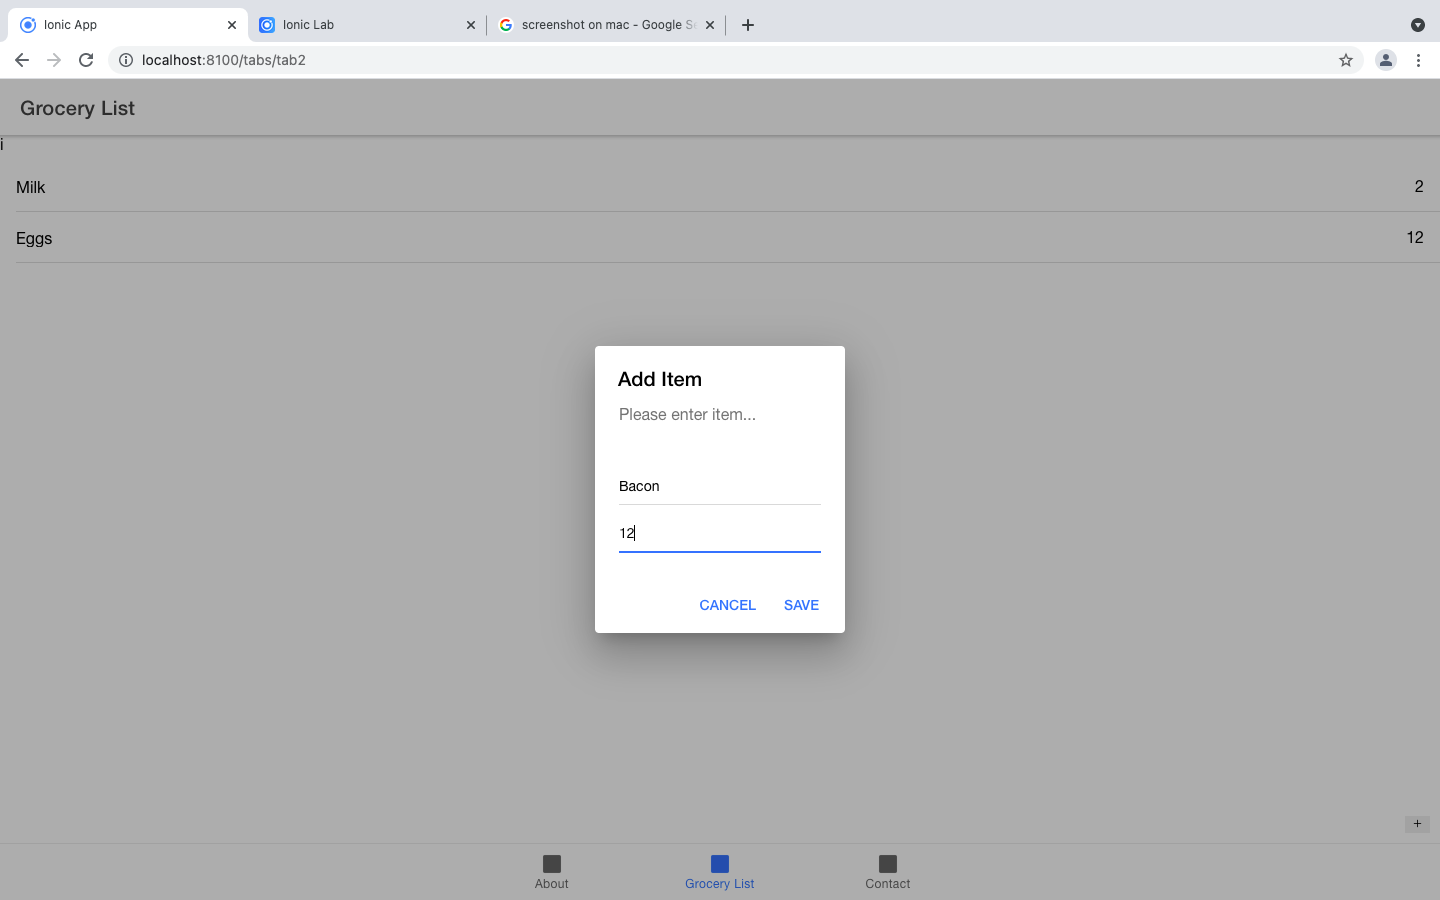 Ionic App
Ionic Lab
screenshot on mac - Google Se
localhost:8100/tabs/tab2
Grocery List
i
Milk 2
Eggs 12
Add Item
Please enter item...
Bacon
12
CANCEL SAVE
+
About Grocery List Contact